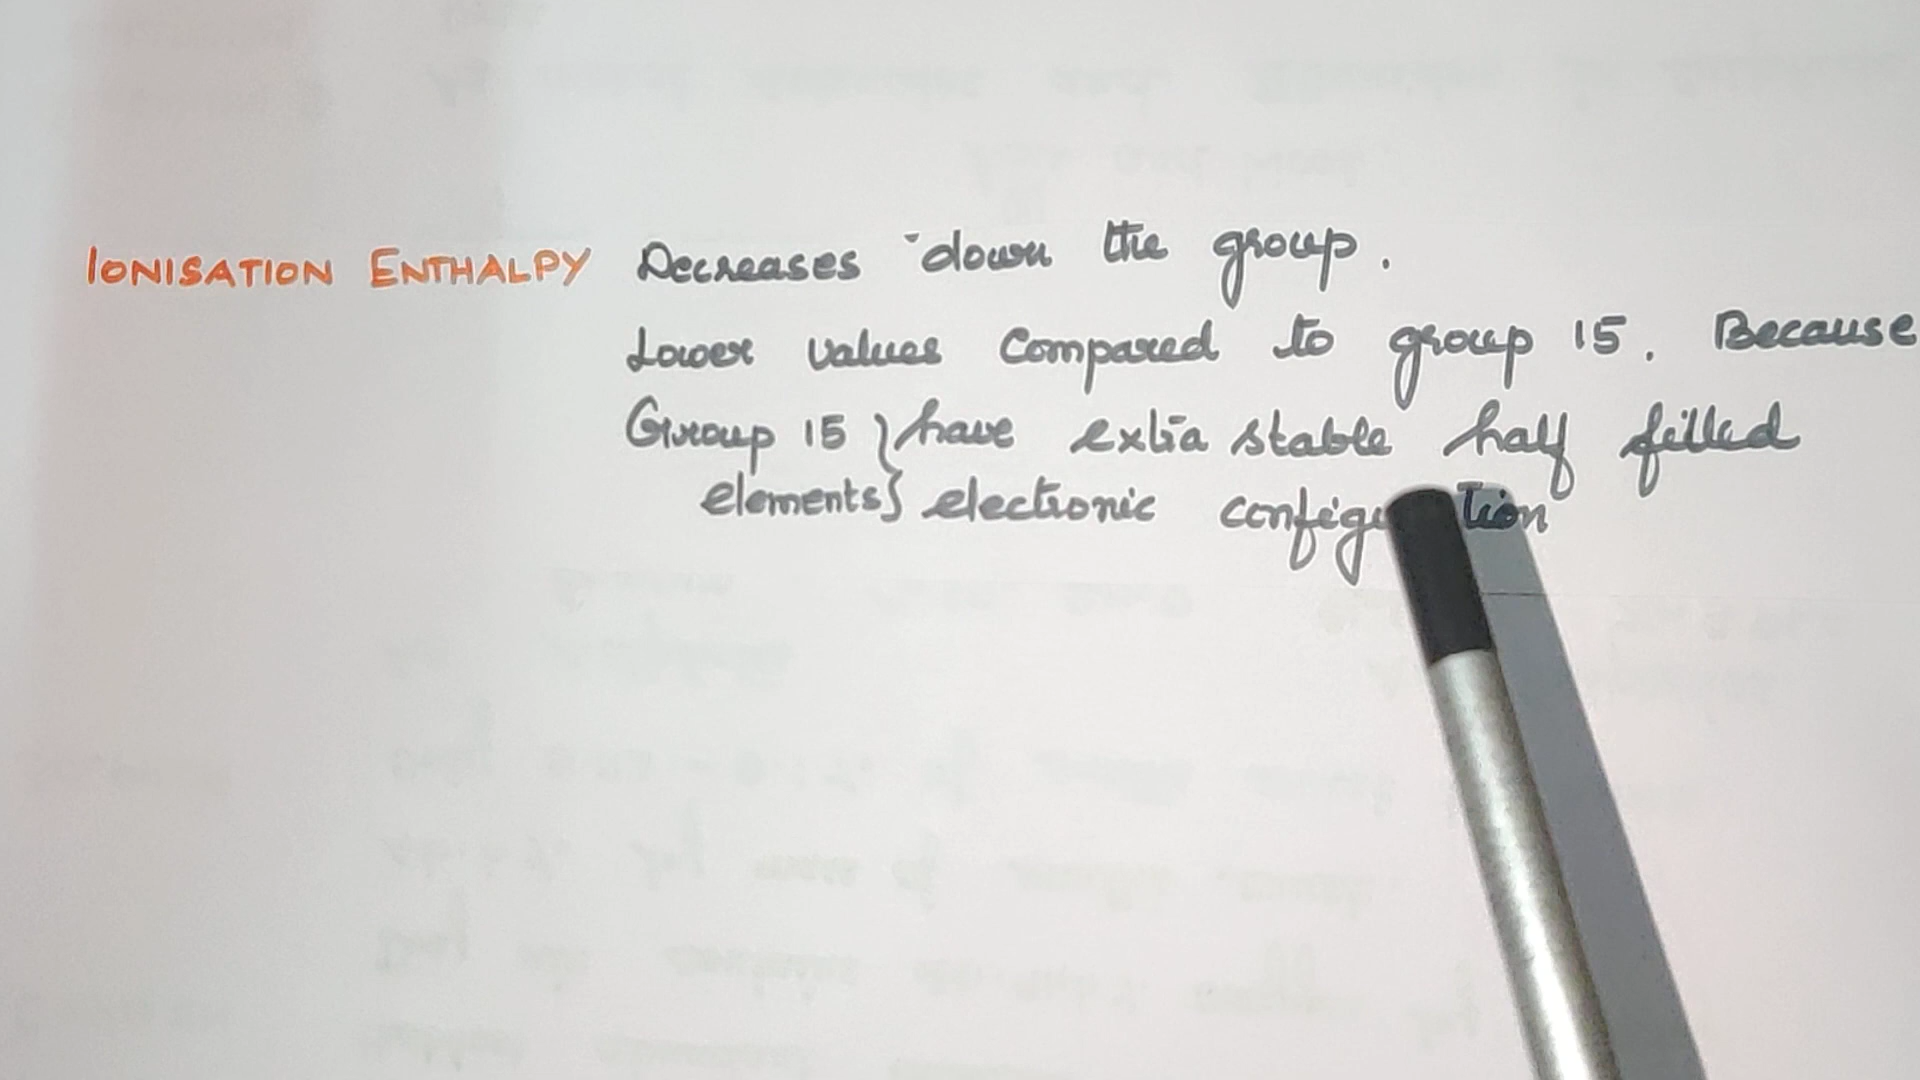 IONISATION ENTHALPY Decreases down the group.
Lower values compared to group 15. Because
Group 15 } have extra stable half filled
elements } electronic